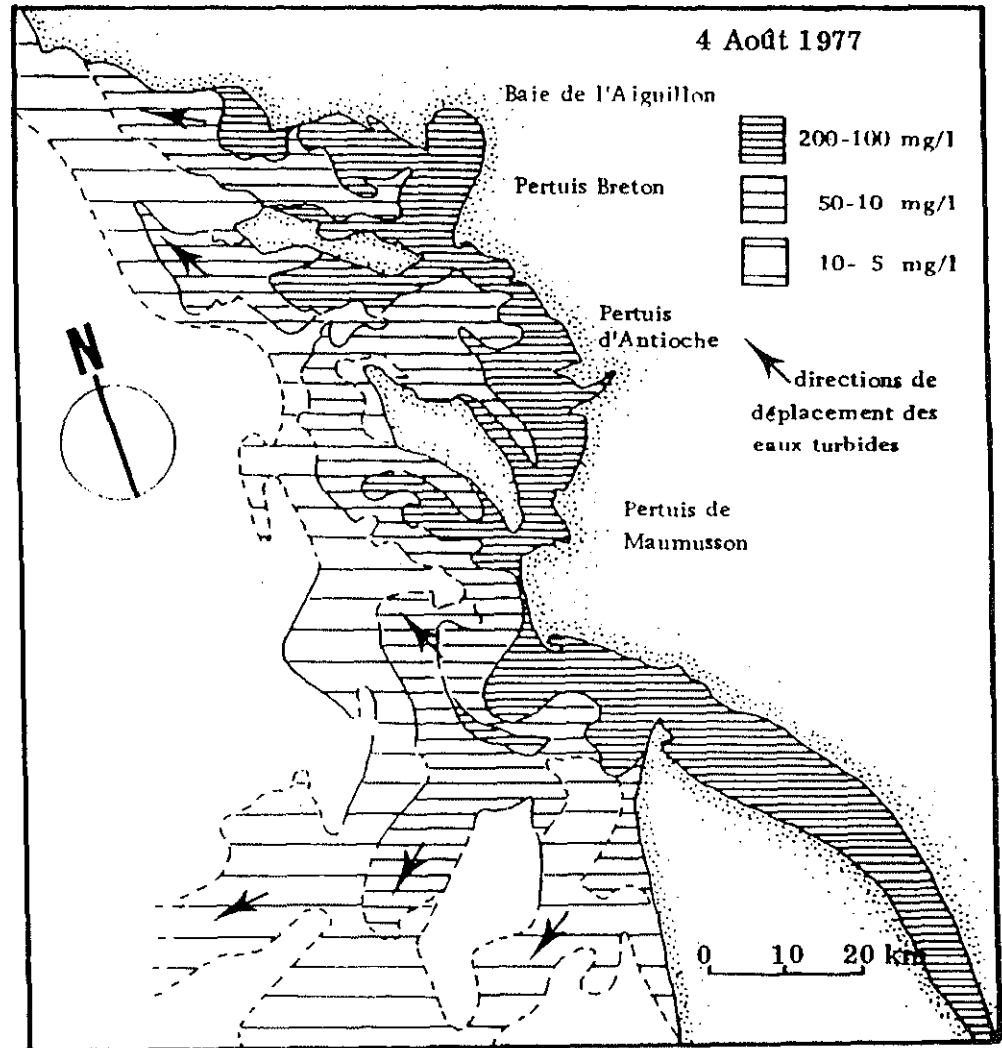 4 Août 1977
Baie de l'Aiguillon
200-100 mg/l
Pertuis Breton
50-10 mg/l
10- 5 mg/l
Pertuis
d'Antioche
directions de
déplacement des
eaux turbides
N
Pertuis de
Maumusson
0 10 20 km